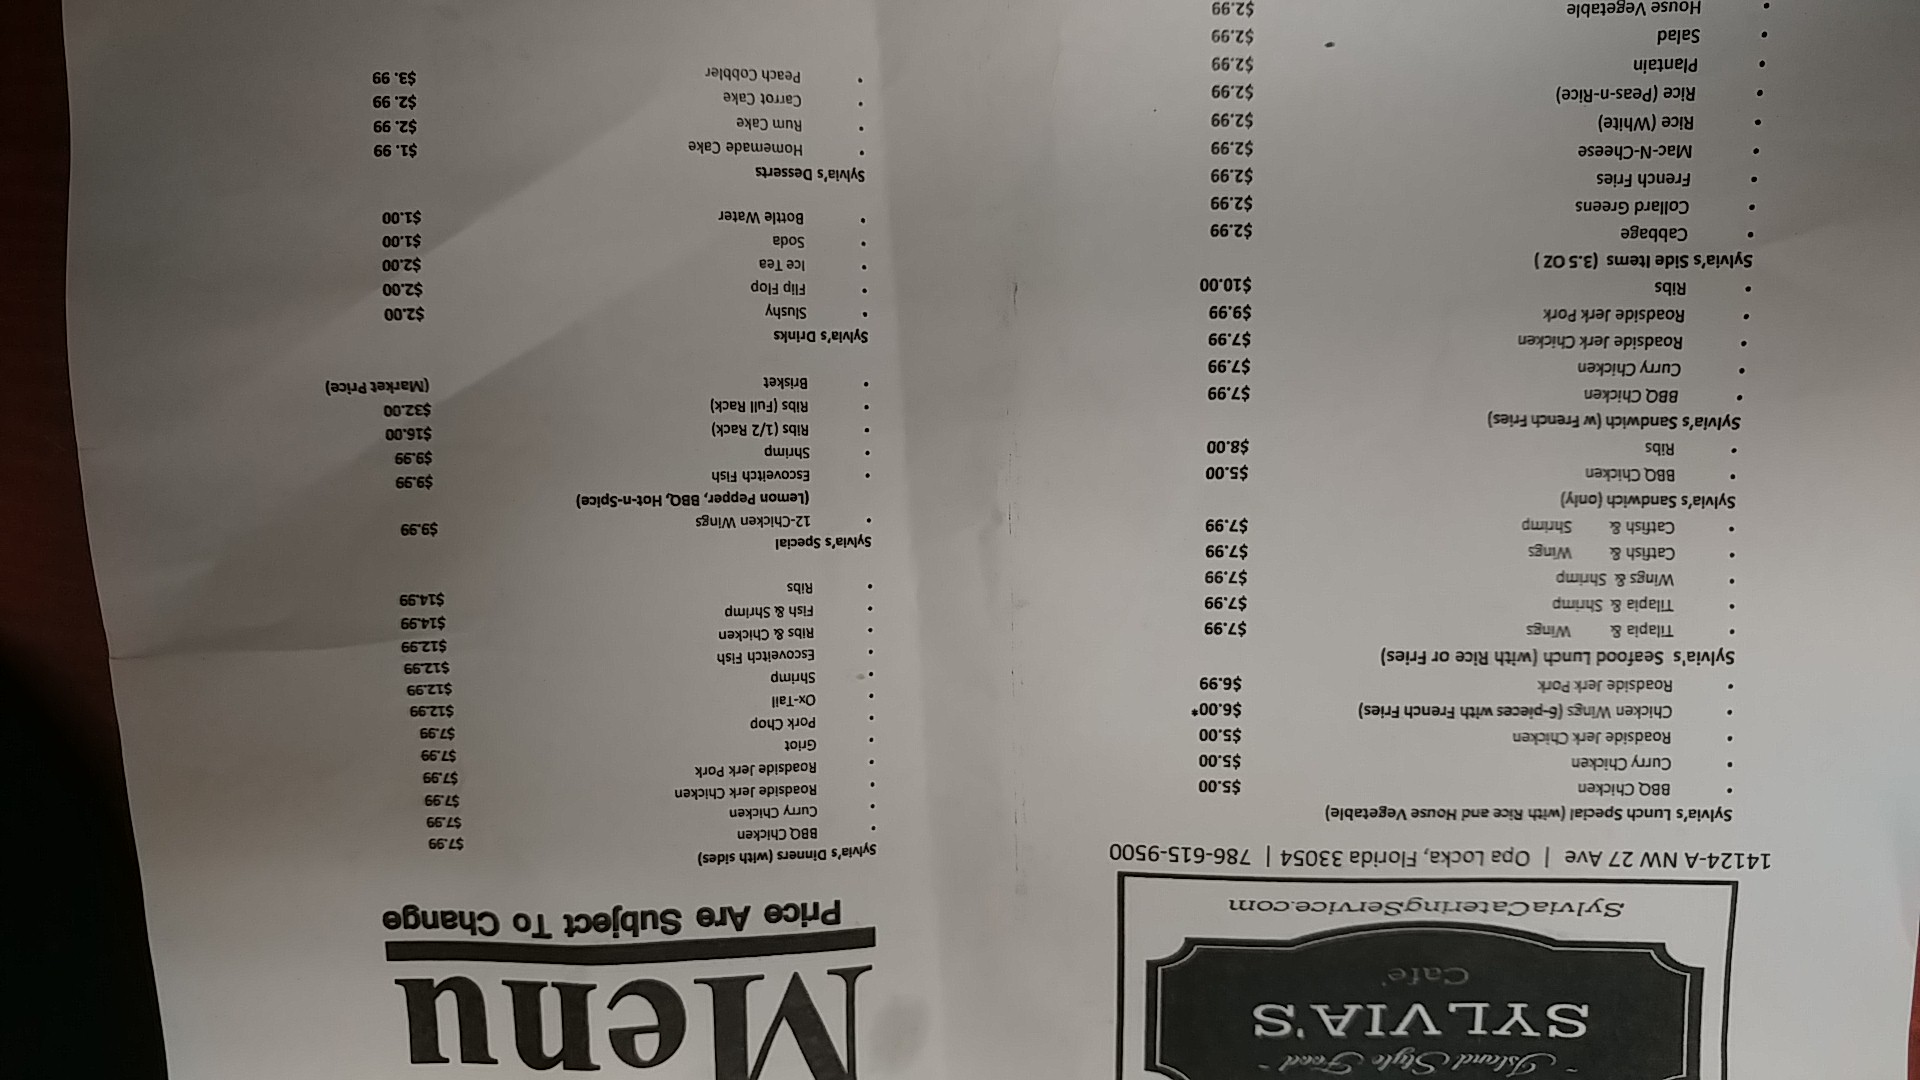 "Island Style Food"
SYLVIA'S
Cafe'
SylviaCateringService.com
14124-A NW 27 Ave | Opa Locka, Florida 33054 | 786-615-9500
Sylvia's Lunch Special (with Rice and House Vegetable)
• BBQ Chicken $5.00
• Curry Chicken $5.00
• Roadside Jerk Chicken $5.00
• Chicken Wings (6-pieces with French Fries) $6.00*
• Roadside Jerk Pork $6.99
Sylvia's Seafood Lunch (with Rice or Fries)
• Tilapia & Wings $7.99
• Tilapia & Shrimp $7.99
• Wings & Shrimp $7.99
• Catfish & Wings $7.99
• Catfish & Shrimp $7.99
Sylvia's Sandwich (only)
• BBQ Chicken $5.00
• Ribs $8.00
Sylvia's Sandwich (w French Fries)
• BBQ Chicken $7.99
• Curry Chicken $7.99
• Roadside Jerk Chicken $7.99
• Roadside Jerk Pork $9.99
• Ribs $10.00
Sylvia's Side Items (3.5 OZ )
• Cabbage $2.99
• Collard Greens $2.99
• French Fries $2.99
• Mac-N-Cheese $2.99
• Rice (White) $2.99
• Rice (Peas-n-Rice) $2.99
• Plantain $2.99
• Salad $2.99
• House Vegetable $2.99
Menu
Price Are Subject To Change
Sylvia's Dinners (with sides)
• BBQ Chicken $7.99
• Curry Chicken $7.99
• Roadside Jerk Chicken $7.99
• Roadside Jerk Pork $7.99
• Griot $7.99
• Pork Chop $7.99
• Ox-Tail $12.99
• Shrimp $12.99
• Escoveitch Fish $12.99
• Ribs & Chicken $12.99
• Fish & Shrimp $14.99
• Ribs $14.99
Sylvia's Special
• 12-Chicken Wings $9.99
(Lemon Pepper, BBQ, Hot-n-Spice)
• Escoveitch Fish $9.99
• Shrimp $9.99
• Ribs (1/2 Rack) $16.00
• Ribs (Full Rack) $32.00
• Brisket (Market Price)
Sylvia's Drinks
• Slushy $2.00
• Flip Flop $2.00
• Ice Tea $2.00
• Soda $1.00
• Bottle Water $1.00
Sylvia's Desserts
• Homemade Cake $1. 99
• Rum Cake $2. 99
• Carrot Cake $2. 99
• Peach Cobbler $3. 99